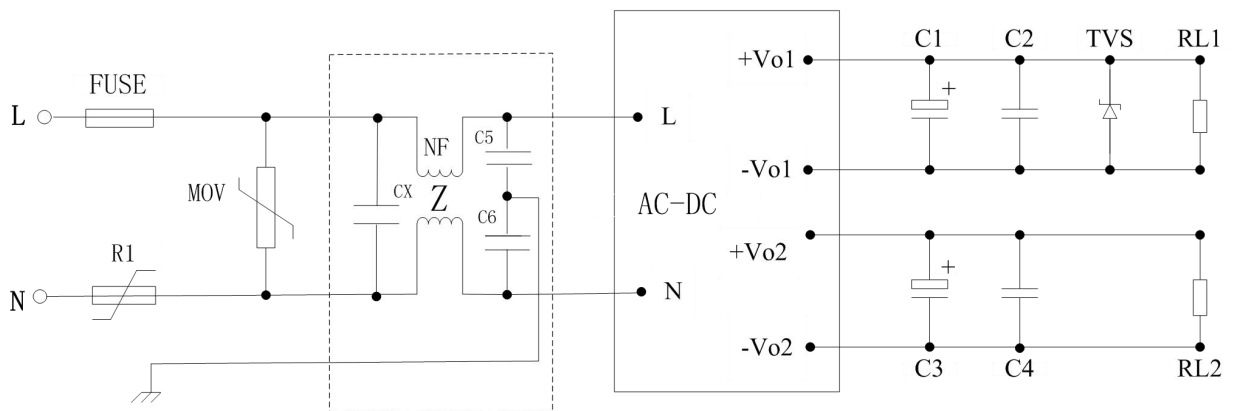 C1
C2
TVS
RL1
+Vo1
FUSE
L
L
C5
NF
-Vo1
MOV
CX
Z
AC-DC
C6
R1
+Vo2
+
+
N
N
-Vo2
C3
C4
RL2